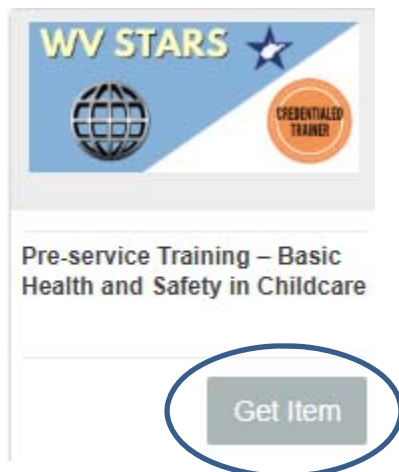 WV STARS
CREDENTIALED
TRAINER
Pre-service Training – Basic
Health and Safety in Childcare
Get Item